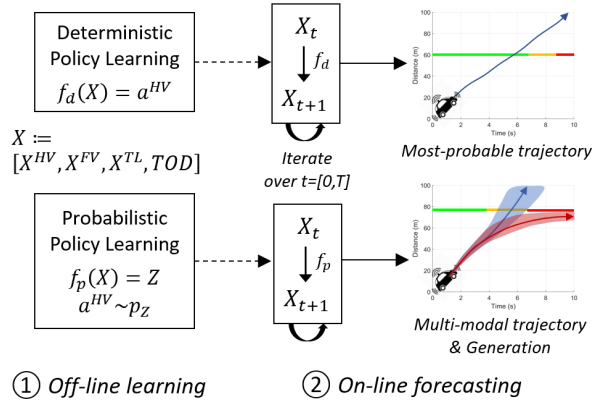 Deterministic
Policy Learning
f_d(X) = a^{HV}
X_t
f_d
X_{t+1}
Iterate
over t=[0,T]
100
80
60
40
20
0
Distance (m)
0 2 4 6 8 10
Time (s)
Most-probable trajectory
X ≔
[X^{HV}, X^{FV}, X^{TL}, TOD]
Probabilistic
Policy Learning
f_p(X) = Z
a^{HV}~p_Z
X_t
f_p
X_{t+1}
100
80
60
40
20
0
Distance (m)
0 2 4 6 8 10
Time (s)
Multi-modal trajectory
& Generation
① Off-line learning
② On-line forecasting